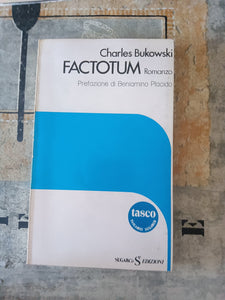 Charles Bukowski
FACTOTUM Romanzo
Prefazione di Beniamino Placido
tasco
SUGARCo S EDIZIONI